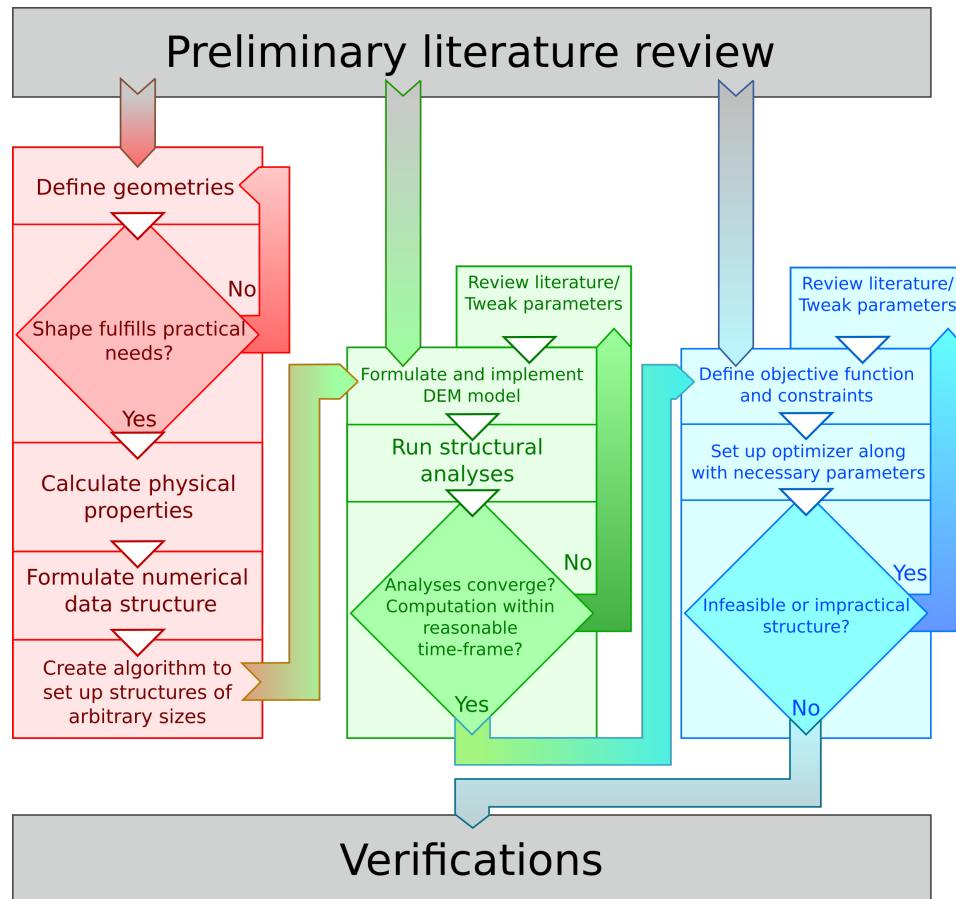 Preliminary literature review
Define geometries
No
Shape fulfills practical
needs?
Yes
Calculate physical
properties
Formulate numerical
data structure
Create algorithm to
set up structures of
arbitrary sizes
Review literature/
Tweak parameters
Formulate and implement
DEM model
Run structural
analyses
No
Analyses converge?
Computation within
reasonable
time-frame?
Yes
Review literature/
Tweak parameters
Define objective function
and constraints
Set up optimizer along
with necessary parameters
Yes
Infeasible or impractical
structure?
No
Verifications